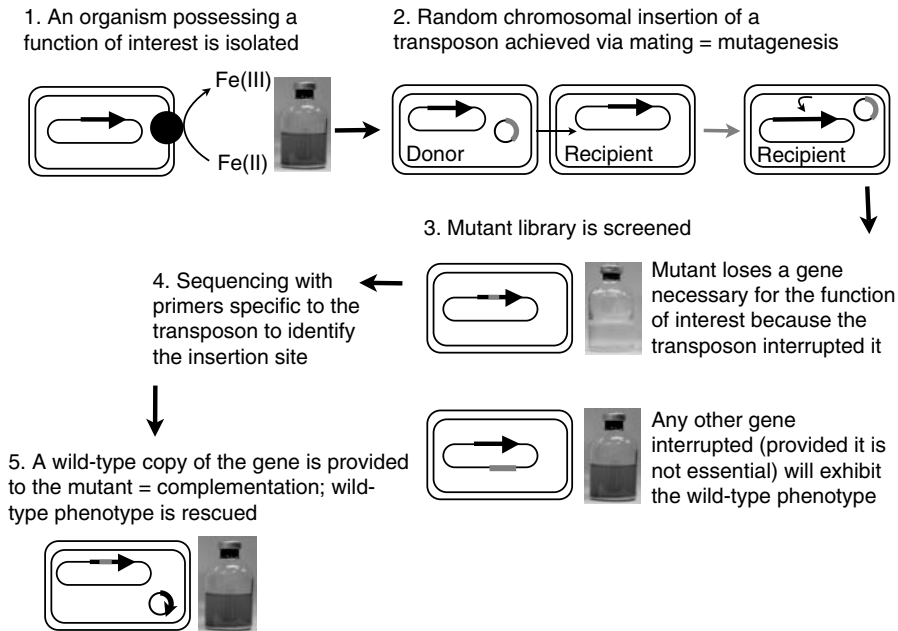 1. An organism possessing a
function of interest is isolated
Fe(III)
Fe(II)
2. Random chromosomal insertion of a
transposon achieved via mating = mutagenesis
Donor
Recipient
Recipient
3. Mutant library is screened
Mutant loses a gene
necessary for the function
of interest because the
transposon interrupted it
4. Sequencing with
primers specific to the
transposon to identify
the insertion site
Any other gene
interrupted (provided it is
not essential) will exhibit
the wild-type phenotype
5. A wild-type copy of the gene is provided
to the mutant = complementation; wild-
type phenotype is rescued